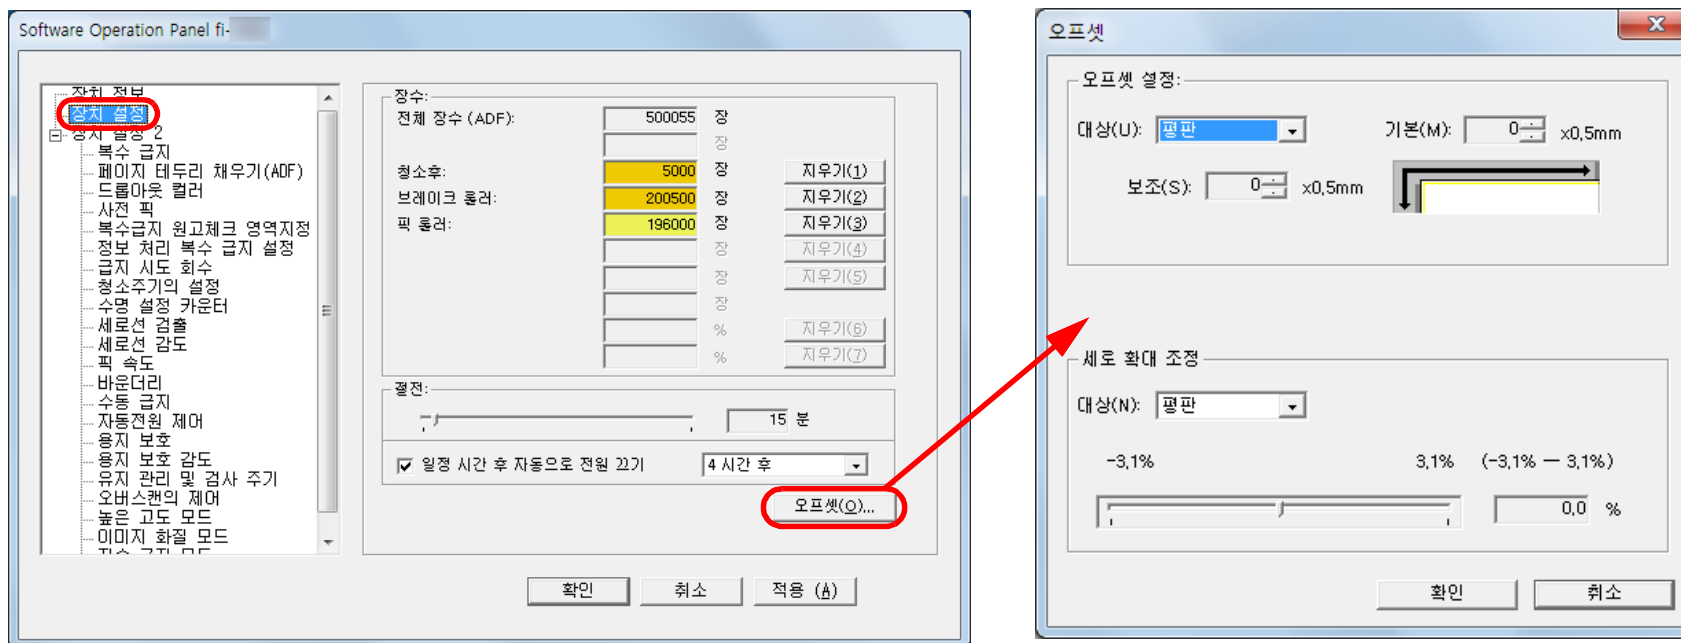 Software Operation Panel fi-
장치 정보
장치 설정
장치 설정 2
복수 급지
페이지 테두리 채우기(ADF)
드롭아웃 컬러
사전 픽
복수급지 원고체크 영역지정
정보 처리 복수 급지 설정
급지 시도 회수
청소주기의 설정
수명 설정 카운터
세로선 검출
세로선 감도
픽 속도
바운더리
수동 급지
자동전원 제어
용지 보호
용지 보호 감도
유지 관리 및 검사 주기
오버스캔의 제어
높은 고도 모드
이미지 화질 모드
장수:
전체 장수 (ADF): 500055 장
장
청소후: 5000 장 지우기(1)
브레이크 롤러: 200500 장 지우기(2)
픽 롤러: 196000 장 지우기(3)
장 지우기(4)
장 지우기(5)
장
% 지우기(6)
% 지우기(7)
절전:
15 분
일정 시간 후 자동으로 전원 끄기 4 시간 후
오프셋(O)...
확인 취소 적용 (A)
오프셋
X
오프셋 설정:
대상(U): 평판 기본(M): 0 x0,5mm
보조(S): 0 x0,5mm
세로 확대 조정
대상(N): 평판
-3,1% 3,1% (-3,1% — 3,1%)
0,0 %
확인 취소